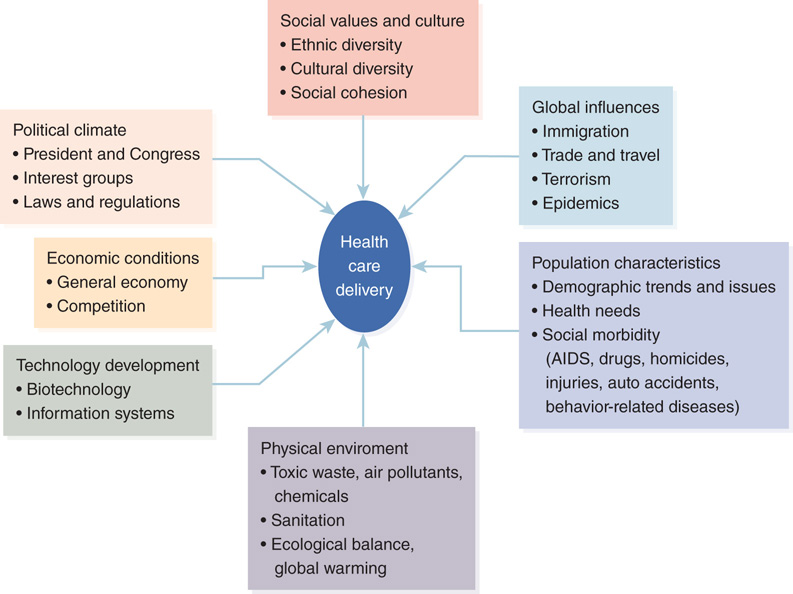 Social values and culture
• Ethnic diversity
• Cultural diversity
• Social cohesion
Political climate
• President and Congress
• Interest groups
• Laws and regulations
Global influences
• Immigration
• Trade and travel
• Terrorism
• Epidemics
Health
care
delivery
Economic conditions
• General economy
• Competition
Population characteristics
• Demographic trends and issues
• Health needs
• Social morbidity
(AIDS, drugs, homicides,
injuries, auto accidents,
behavior-related diseases)
Technology development
• Biotechnology
• Information systems
Physical enviroment
• Toxic waste, air pollutants,
chemicals
• Sanitation
• Ecological balance,
global warming